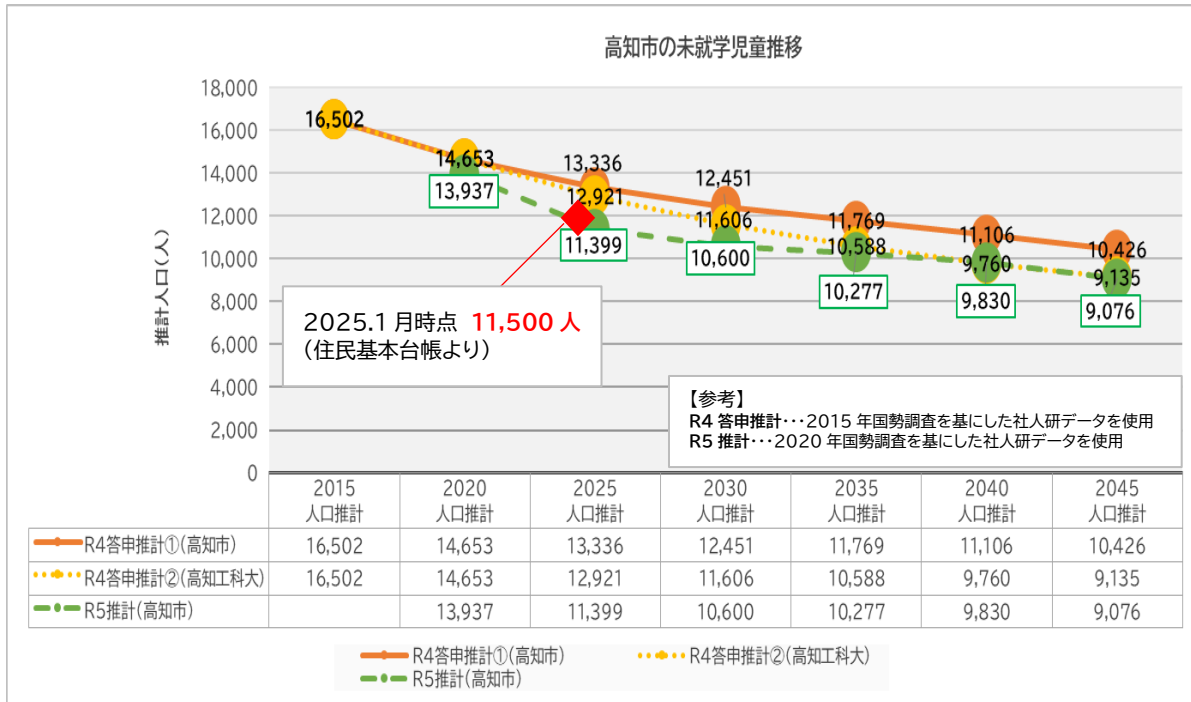 高知市の未就学児童推移
推計人口(人)
18,000
16,000
14,000
12,000
10,000
8,000
6,000
4,000
2,000
0
16,502
14,653
13,336
12,451
11,769
11,106
10,426
12,921
11,606
10,588
9,760
9,135
13,937
11,399
10,600
10,277
9,830
9,076
2025.1月時点 11,500人
(住民基本台帳より)
【参考】
R4 答申推計･･･2015 年国勢調査を基にした社人研データを使用
R5 推計･･･2020 年国勢調査を基にした社人研データを使用
2015 2020 2025 2030 2035 2040 2045
人口推計 人口推計 人口推計 人口推計 人口推計 人口推計 人口推計
R4答申推計①(高知市) 16,502 14,653 13,336 12,451 11,769 11,106 10,426
R4答申推計②(高知工科大) 16,502 14,653 12,921 11,606 10,588 9,760 9,135
R5推計(高知市) 13,937 11,399 10,600 10,277 9,830 9,076
R4答申推計①(高知市) R4答申推計②(高知工科大)
R5推計(高知市)